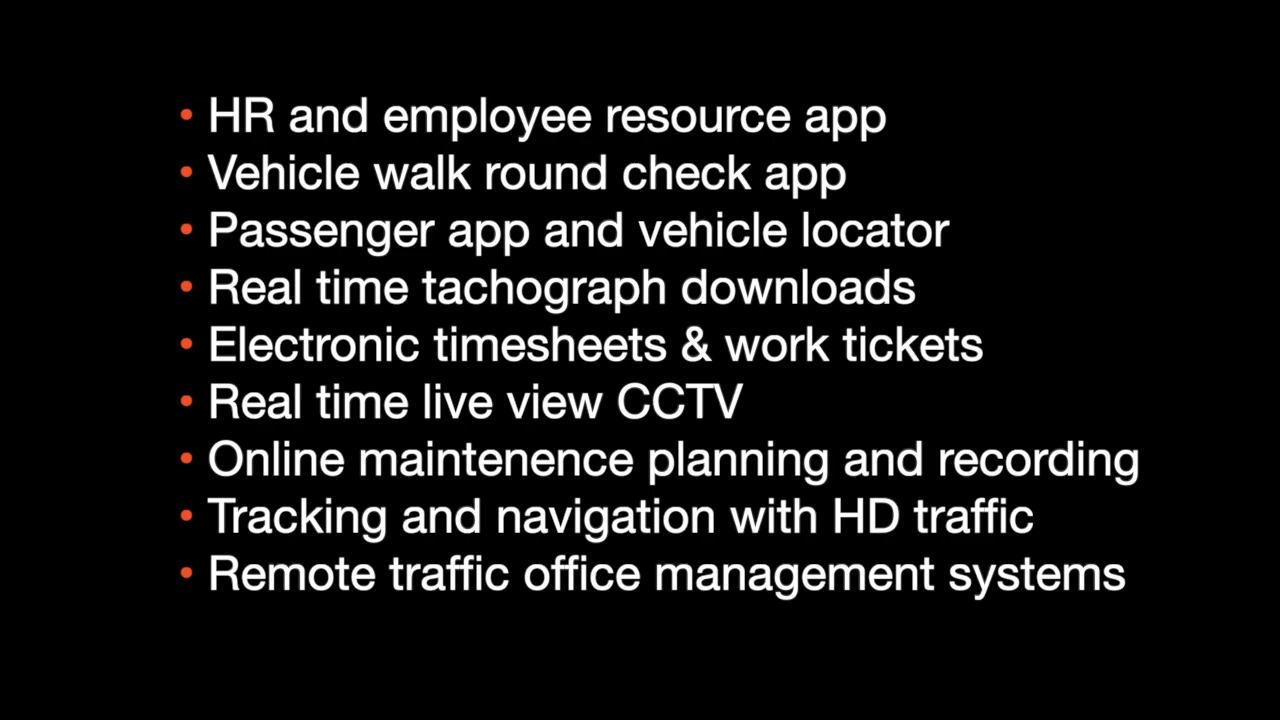 • HR and employee resource app
• Vehicle walk round check app
• Passenger app and vehicle locator
• Real time tachograph downloads
• Electronic timesheets & work tickets
• Real time live view CCTV
• Online maintenence planning and recording
• Tracking and navigation with HD traffic
• Remote traffic office management systems